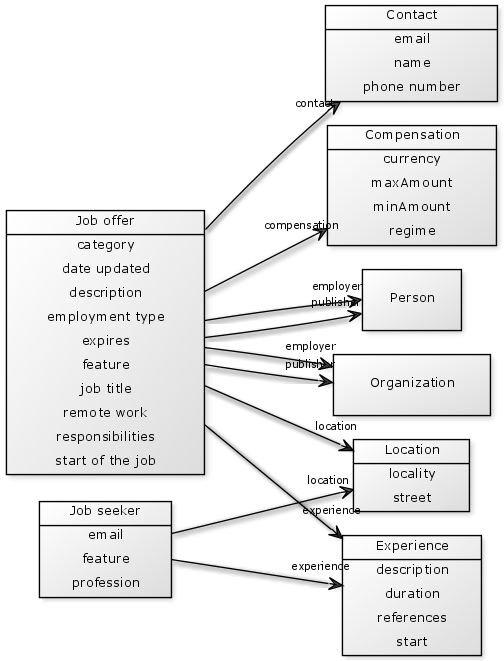 Contact
email
name
phone number
contact
Compensation
currency
maxAmount
minAmount
regime
compensation
Job offer
category
date updated
description
employment type
expires
feature
job title
remote work
responsibilities
start of the job
employer
publisher
Person
employer
publisher
Organization
location
Location
locality
street
location
experience
Job seeker
email
feature
profession
experience
Experience
description
duration
references
start